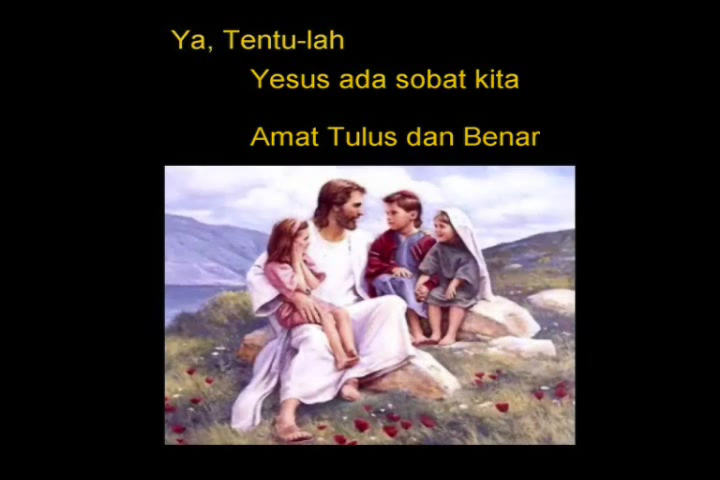 Ya, Tentu-lah
Yesus ada sobat kita
Amat Tulus dan Benar